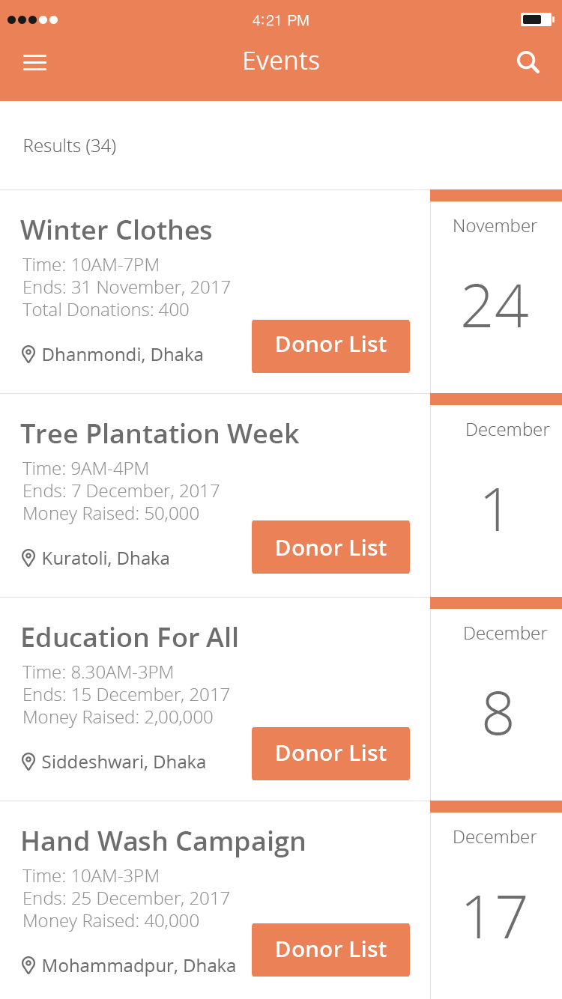 4:21 PM
Events
Results (34)
Winter Clothes
Time: 10AM-7PM
Ends: 31 November, 2017
Total Donations: 400
Dhanmondi, Dhaka
Donor List
November
24
Tree Plantation Week
Time: 9AM-4PM
Ends: 7 December, 2017
Money Raised: 50,000
Kuratoli, Dhaka
Donor List
December
1
Education For All
Time: 8.30AM-3PM
Ends: 15 December, 2017
Money Raised: 2,00,000
Siddeshwari, Dhaka
Donor List
December
8
Hand Wash Campaign
Time: 10AM-3PM
Ends: 25 December, 2017
Money Raised: 40,000
Mohammadpur, Dhaka
Donor List
December
17